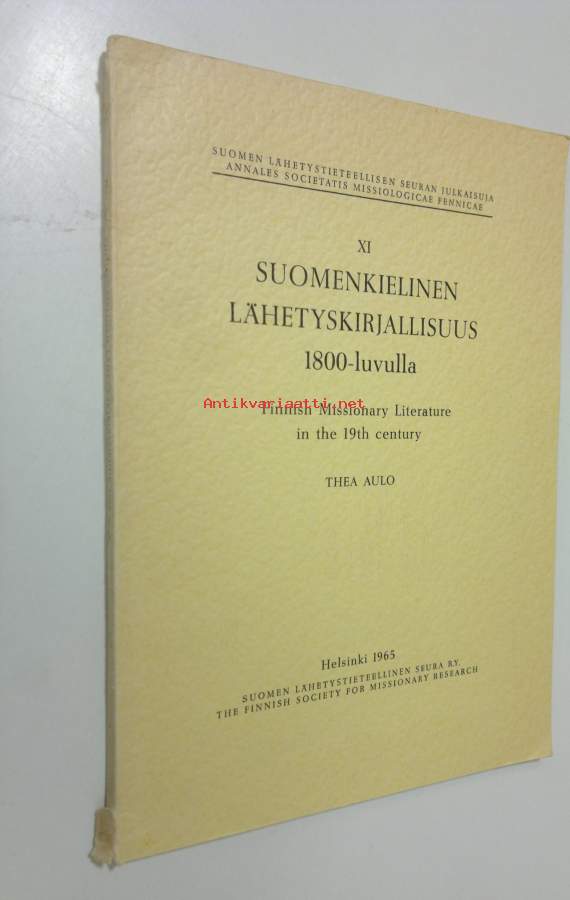 SUOMEN LÄHETYSTIETEELLISEN SEURAN JULKAISUJA
ANNALES SOCIETATIS MISSIOLOGICAE FENNICAE
XI
SUOMENKIELINEN
LÄHETYSKIRJALLISUUS
1800-luvulla
Antikvariaatti.net
Finnish Missionary Literature
in the 19th century
THEA AULO
Helsinki 1965
SUOMEN LÄHETYSTIETEELLINEN SEURA R.Y.
THE FINNISH SOCIETY FOR MISSIONARY RESEARCH